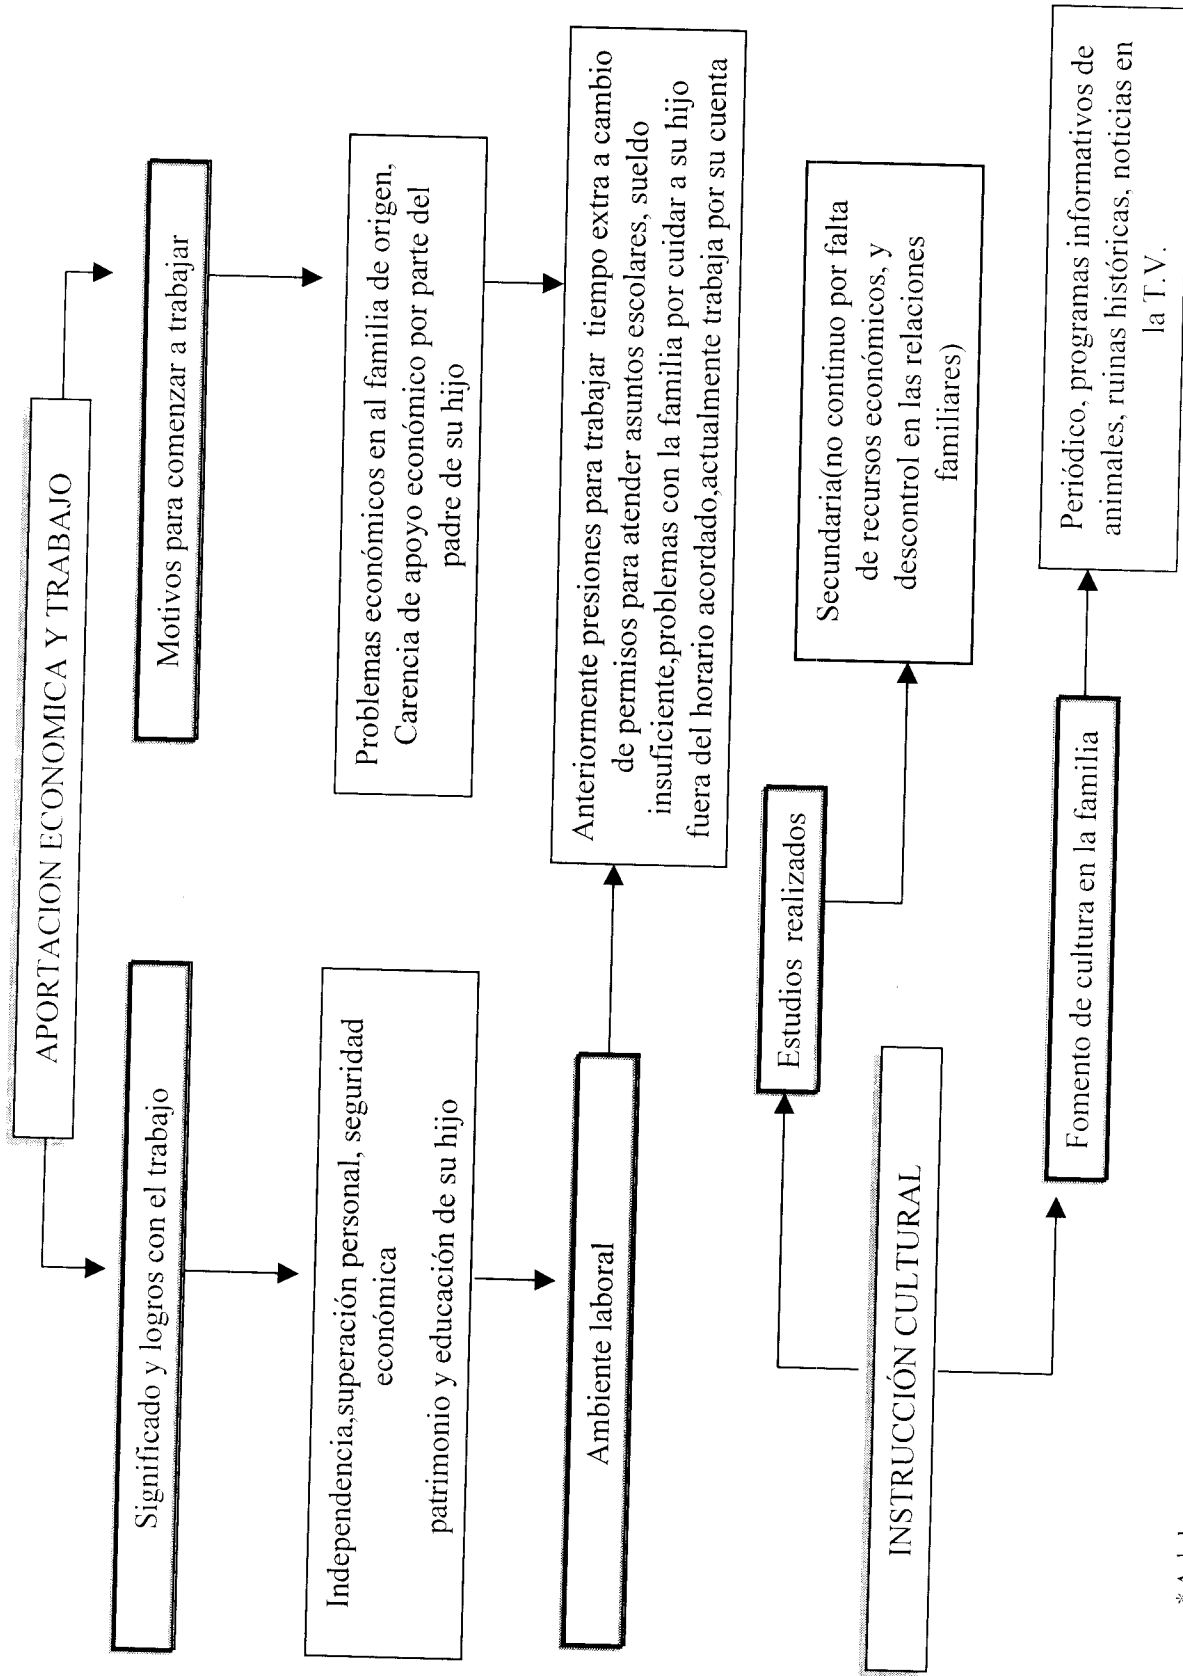 APORTACION ECONOMICA Y TRABAJO
Significado y logros con el trabajo
Motivos para comenzar a trabajar
Independencia,superación personal, seguridad
económica
patrimonio y educación de su hijo
Problemas económicos en al familia de origen,
Carencia de apoyo económico por parte del
padre de su hijo
Ambiente laboral
Anteriormente presiones para trabajar tiempo extra a cambio
de permisos para atender asuntos escolares, sueldo
insuficiente,problemas con la familia por cuidar a su hijo
fuera del horario acordado,actualmente trabaja por su cuenta
INSTRUCCIÓN CULTURAL
Estudios realizados
Secundaria(no continuo por falta
de recursos económicos, y
descontrol en las relaciones
familiares)
Fomento de cultura en la familia
Periódico, programas informativos de
animales, ruinas históricas, noticias en
la T.V.